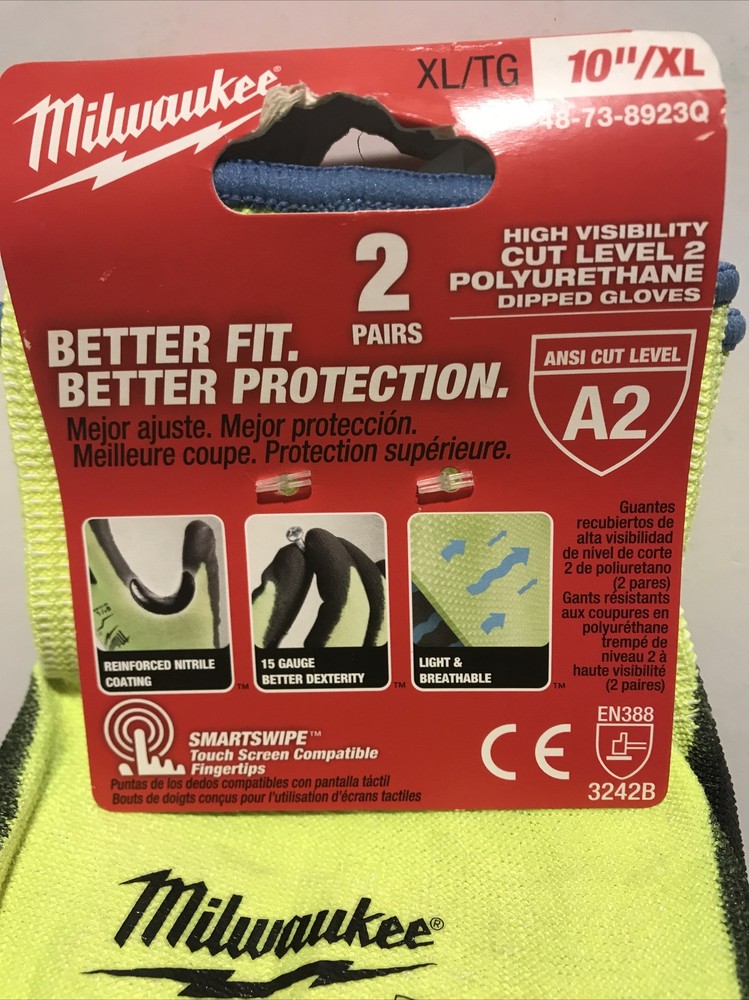 Milwaukee®
XL/TG
10"/XL
48-73-8923Q
2
PAIRS
HIGH VISIBILITY
CUT LEVEL 2
POLYURETHANE
DIPPED GLOVES
BETTER FIT.
BETTER PROTECTION.
Mejor ajuste. Mejor protección.
Meilleure coupe. Protection supérieure.
ANSI CUT LEVEL
A2
REINFORCED NITRILE
COATING
™
15 GAUGE
BETTER DEXTERITY
™
LIGHT &
BREATHABLE
™
Guantes
recubiertos de
alta visibilidad
de nivel de corte
2 de poliuretano
(2 pares)
Gants résistants
aux coupures en
polyuréthane
trempé de
niveau 2 à
haute visibilité
(2 paires)
SMARTSWIPE™
Touch Screen Compatible
Fingertips
Puntas de los dedos compatibles con pantalla táctil
Bouts de doigts conçus pour l'utilisation d'écrans tactiles
CE
EN388
3242B
Milwaukee®